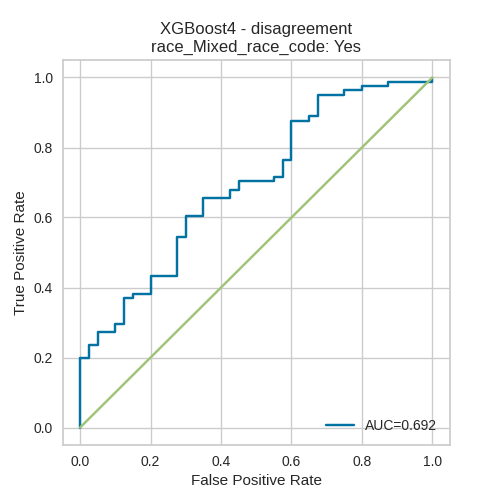 XGBoost4 - disagreement
race_Mixed_race_code: Yes
True Positive Rate
1.0
0.8
0.6
0.4
0.2
0.0
AUC=0.692
0.0 0.2 0.4 0.6 0.8 1.0
False Positive Rate